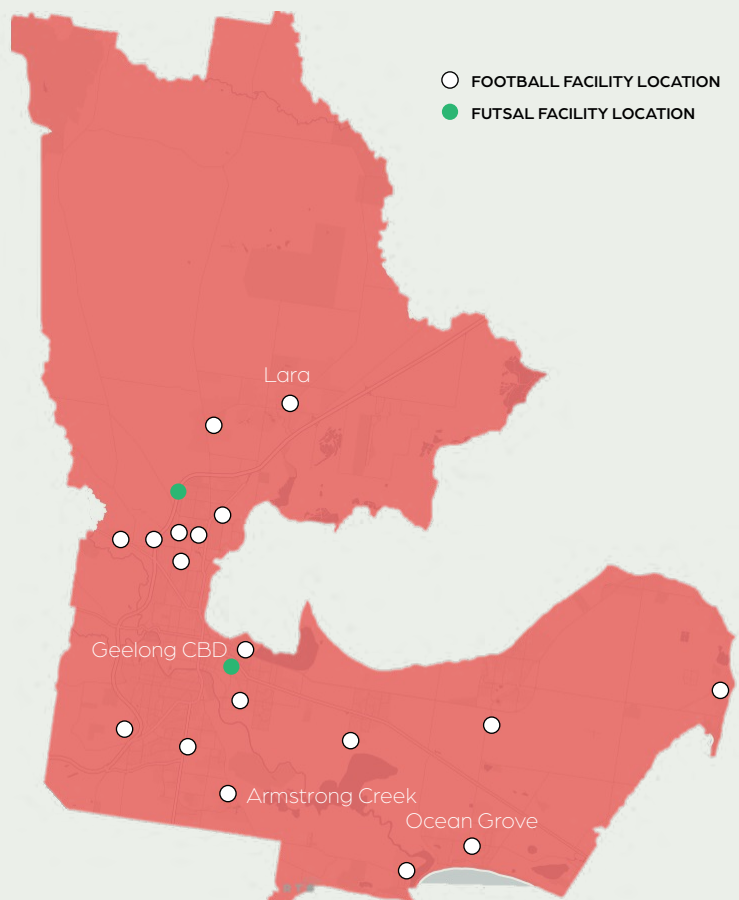 FOOTBALL FACILITY LOCATION
FUTSAL FACILITY LOCATION
Lara
Geelong CBD
Armstrong Creek
Ocean Grove